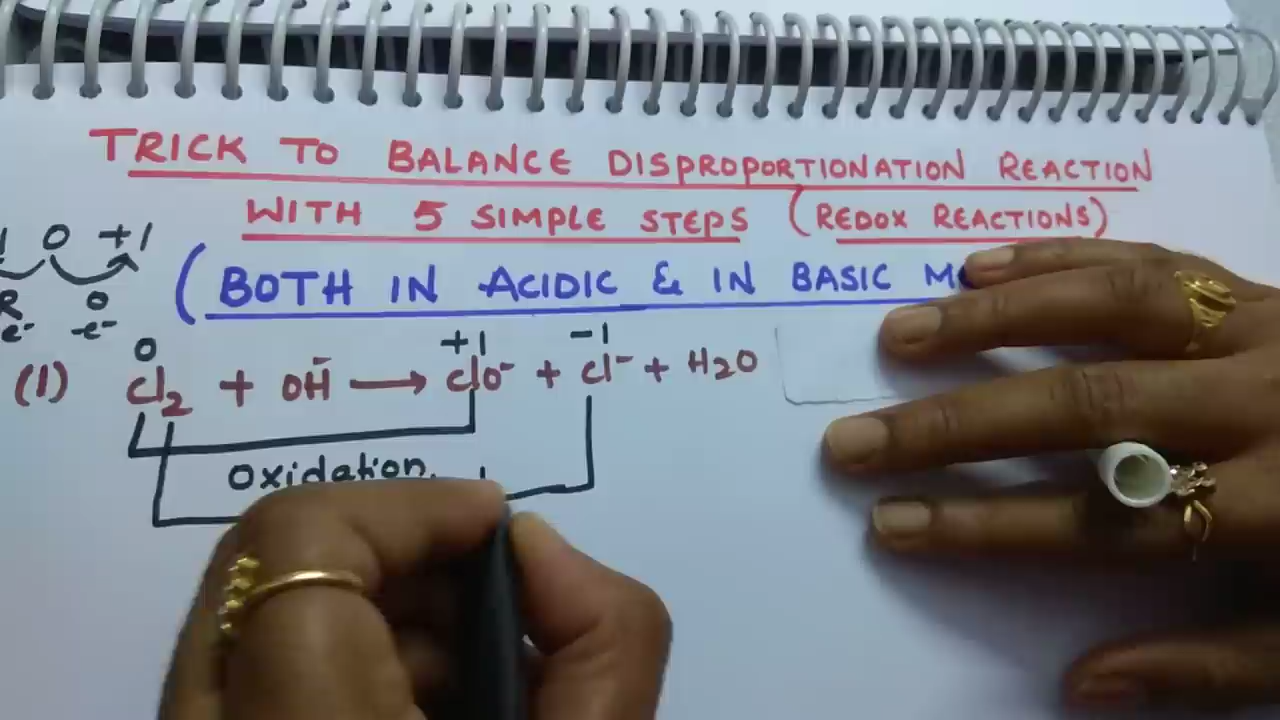 TRICK TO BALANCE DISPROPORTIONATION REACTION
WITH 5 SIMPLE STEPS (REDOX REACTIONS)
(BOTH IN ACIDIC & IN BASIC
0 +1
R O
e⁻ -e⁻
0 +1 -1
(1) Cl₂ + OH⁻ ⟶ ClO⁻ + Cl⁻ + H₂O
Oxidation